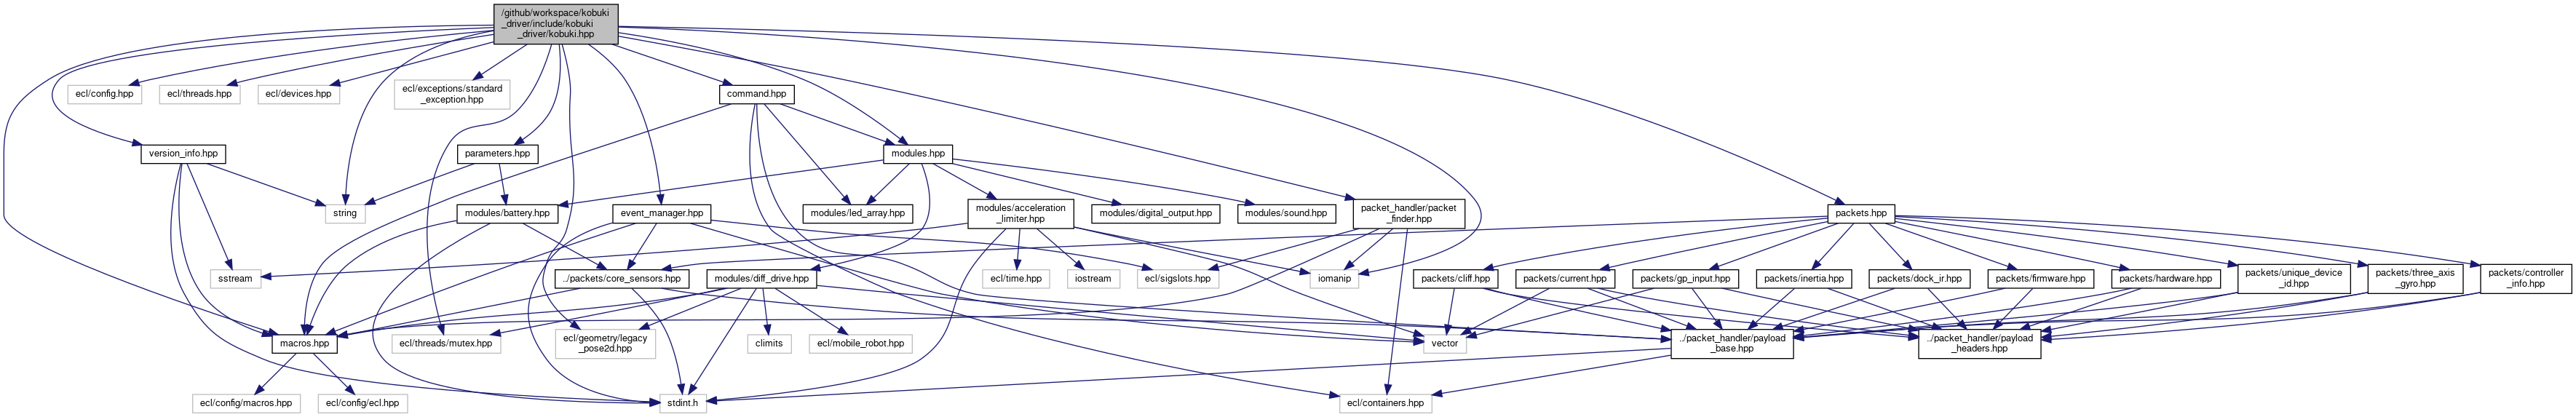 /github/workspace/kobuki
_driver/include/kobuki
_driver/kobuki.hpp
ecl/config.hpp
ecl/threads.hpp
ecl/devices.hpp
ecl/exceptions/standard
_exception.hpp
command.hpp
version_info.hpp
parameters.hpp
modules.hpp
string
modules/battery.hpp
event_manager.hpp
modules/led_array.hpp
modules/acceleration
_limiter.hpp
modules/digital_output.hpp
modules/sound.hpp
packet_handler/packet
_finder.hpp
packets.hpp
sstream
../packets/core_sensors.hpp
modules/diff_drive.hpp
ecl/time.hpp
iostream
ecl/sigslots.hpp
iomanip
packets/cliff.hpp
packets/current.hpp
packets/gp_input.hpp
packets/inertia.hpp
packets/dock_ir.hpp
packets/firmware.hpp
packets/hardware.hpp
packets/unique_device
_id.hpp
packets/three_axis
_gyro.hpp
packets/controller
_info.hpp
macros.hpp
ecl/threads/mutex.hpp
ecl/geometry/legacy
_pose2d.hpp
climits
ecl/mobile_robot.hpp
vector
../packet_handler/payload
_base.hpp
../packet_handler/payload
_headers.hpp
ecl/config/macros.hpp
ecl/config/ecl.hpp
stdint.h
ecl/containers.hpp